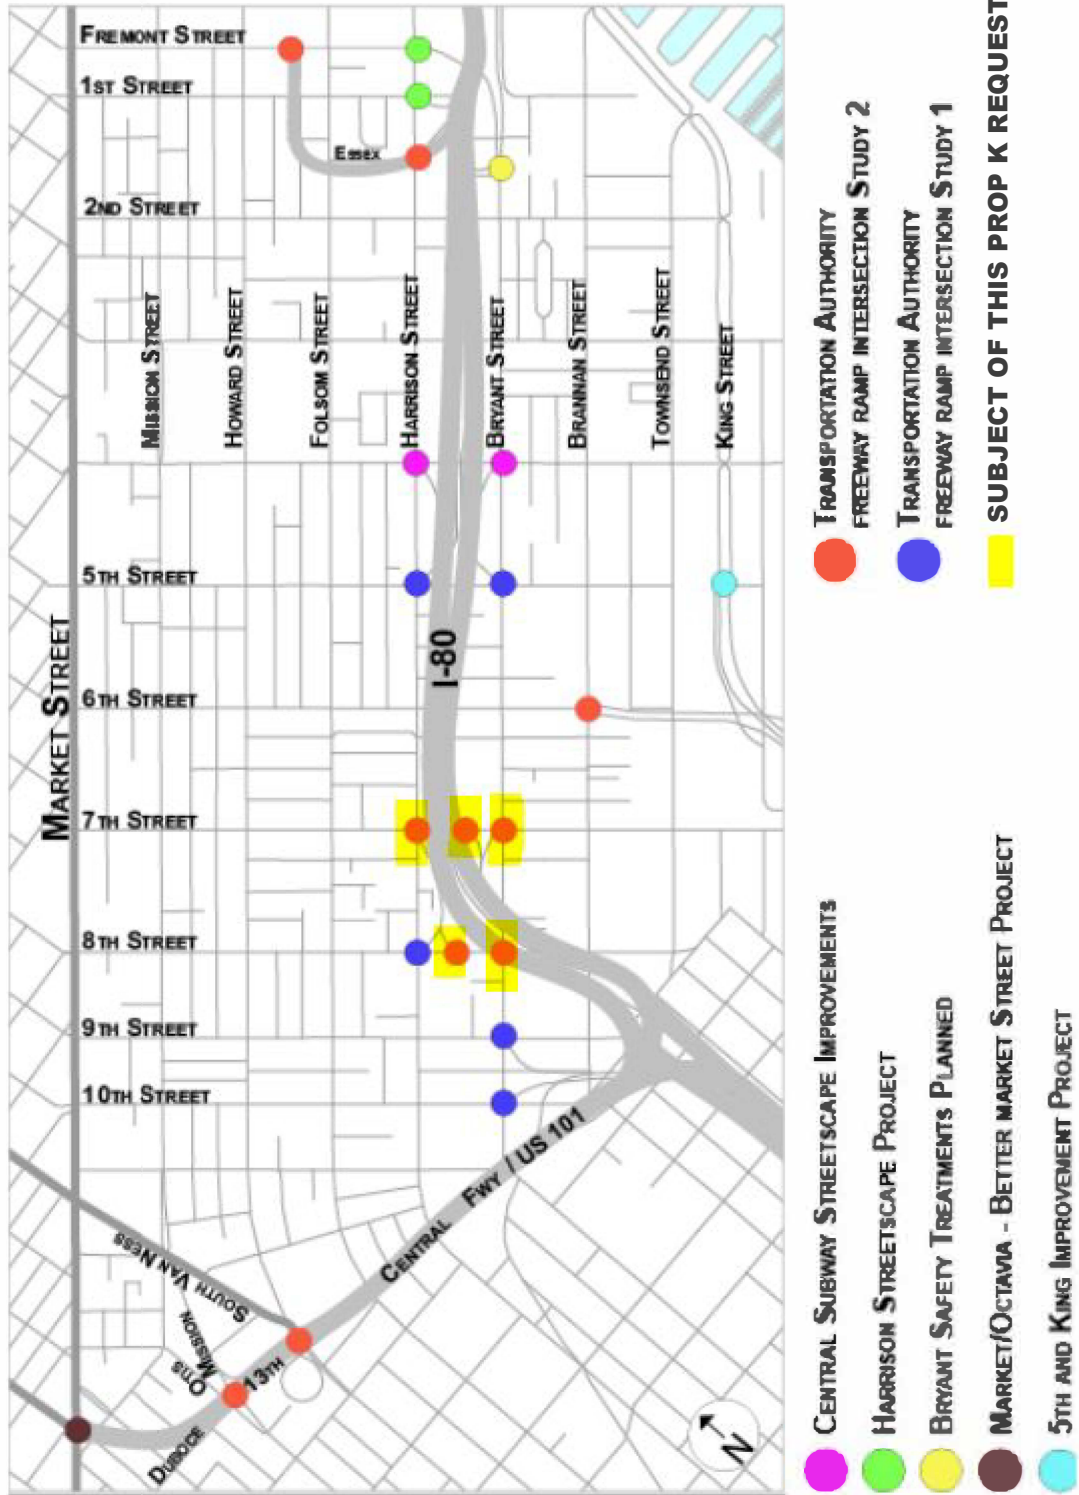 FREMONT STREET
1ST STREET
ESSEX
2ND STREET
MISSION STREET
HOWARD STREET
FOLSOM STREET
HARRISON STREET
BRYANT STREET
BRANNAN STREET
TOWNSEND STREET
KING STREET
5TH STREET
MARKET STREET
I-80
6TH STREET
7TH STREET
8TH STREET
9TH STREET
10TH STREET
CENTRAL FWY / US 101
SOUTH VAN NESS
MISSION
OTIS
13TH
DUBOCE
N
TRANSPORTATION AUTHORITY
FREEWAY RAMP INTERSECTION STUDY 2
TRANSPORTATION AUTHORITY
FREEWAY RAMP INTERSECTION STUDY 1
SUBJECT OF THIS PROP K REQUEST
CENTRAL SUBWAY STREETSCAPE IMPROVEMENTS
HARRISON STREETSCAPE PROJECT
BRYANT SAFETY TREATMENTS PLANNED
MARKET/OCTAVIA - BETTER MARKET STREET PROJECT
5TH AND KING IMPROVEMENT PROJECT